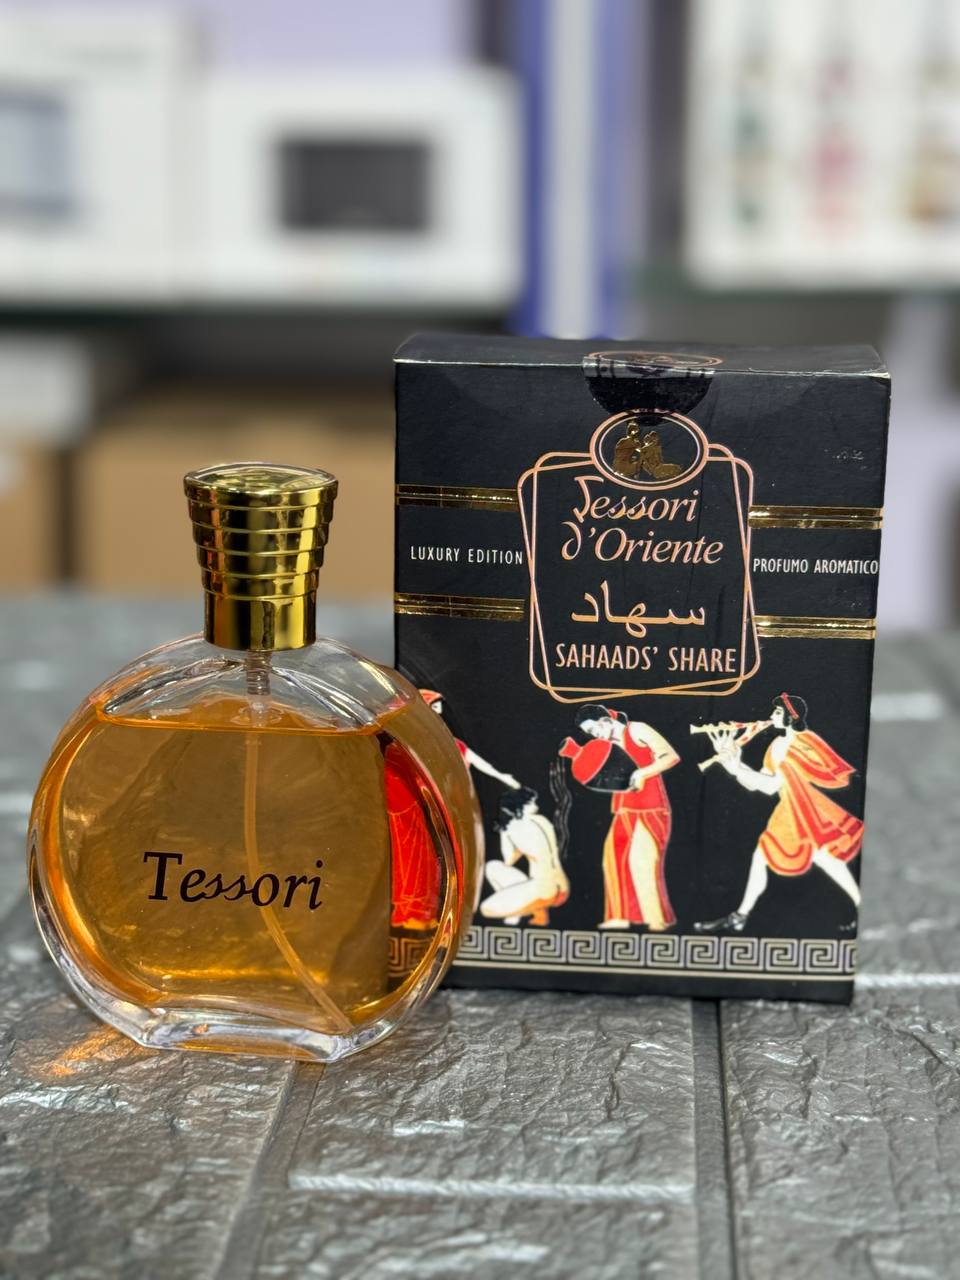 Tessori
d'Oriente
LUXURY EDITION
PROFUMO AROMATICO
سهاد
SAHAADS' SHARE
Tessori